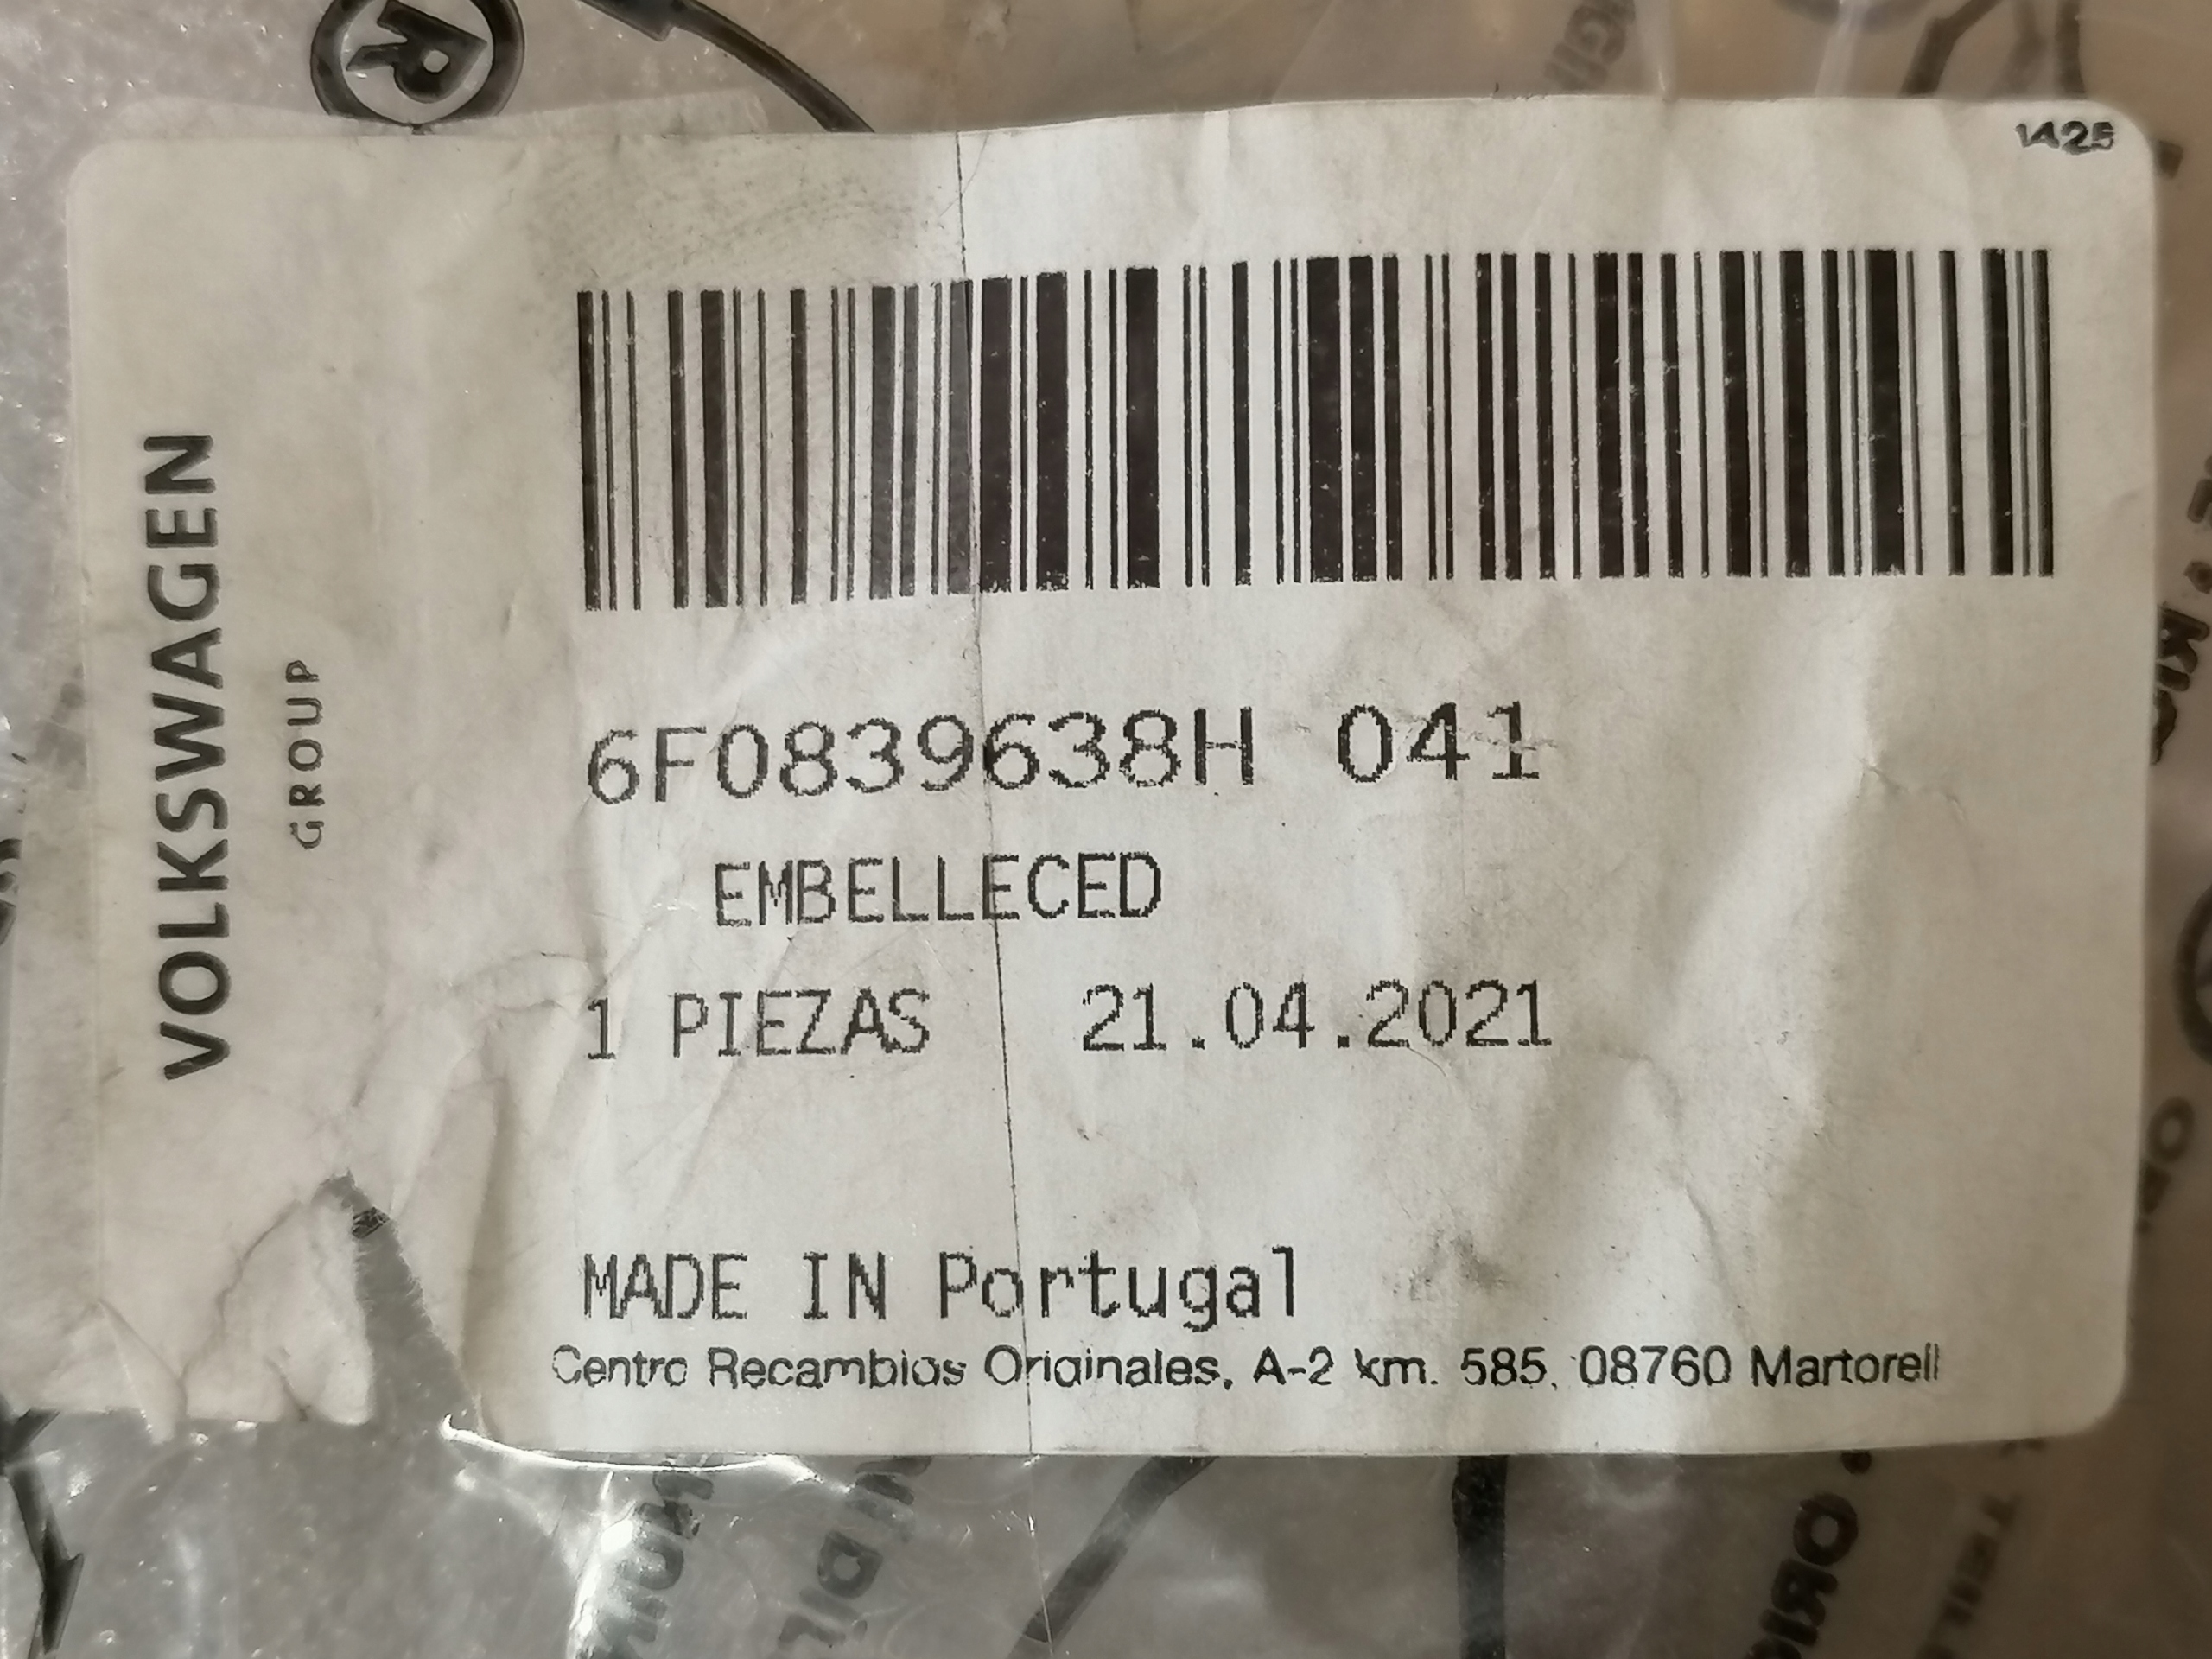 ®
1425
VOLKSWAGEN
GROUP
6F0839638H 041
EMBELLECED
1 PIEZAS 21.04.2021
MADE IN Portugal
Centro Recambios Originales, A-2 km. 585, 08760 Martorell